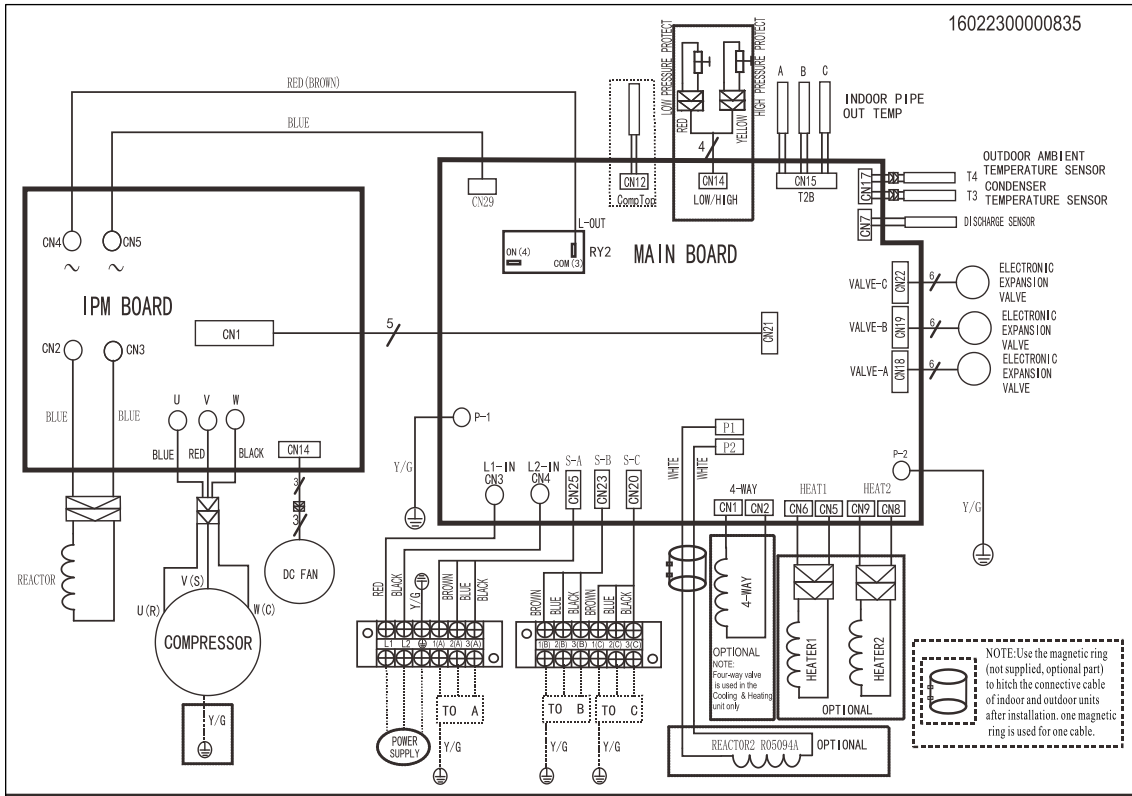 16022300000835
LOW PRESSURE PROTECT
HIGH PRESSURE PROTECT
RED
YELLOW
4
A B C
INDOOR PIPE
OUT TEMP
RED(BROWN)
BLUE
CN29
CN12
CompTop
CN14
LOW/HIGH
CN15
T2B
CN17
T4
OUTDOOR AMBIENT
TEMPERATURE SENSOR
T3
CONDENSER
TEMPERATURE SENSOR
CN7
DISCHARGE SENSOR
CN4
CN5
～
～
IPM BOARD
L-OUT
ON(4)
COM(3)
RY2
MAIN BOARD
VALVE-C
CN22
6
ELECTRONIC
EXPANSION
VALVE
VALVE-B
CN19
6
ELECTRONIC
EXPANSION
VALVE
VALVE-A
CN18
6
ELECTRONIC
EXPANSION
VALVE
CN1
5
CN21
CN2
CN3
BLUE
BLUE
U V W
BLUE
RED
BLACK
CN14
3
3
DC FAN
REACTOR
V(S)
U(R)
W(C)
COMPRESSOR
Y/G
P-1
Y/G
L1-IN
CN3
L2-IN
CN4
S-A
CN25
S-B
CN23
S-C
CN20
P1
P2
WHITE
WHITE
P-2
Y/G
4-WAY
CN1
CN2
HEAT1
CN6
CN5
HEAT2
CN9
CN8
RED
BLACK
Y/G
BROWN
BLUE
BLACK
BROWN
BLUE
BLACK
BROWN
BLUE
BLACK
L1 L2 1(A) 2(A) 3(A)
1(B) 2(B) 3(B) 1(C) 2(C) 3(C)
POWER
SUPPLY
TO A
Y/G
TO B
Y/G
TO C
Y/G
4-WAY
OPTIONAL
NOTE:
Four-way valve
is used in the
Cooling & Heating
unit only
HEATER1
HEATER2
OPTIONAL
REACTOR2 R05094A
OPTIONAL
NOTE:Use the magnetic ring
(not supplied, optional part)
to hitch the connective cable
of indoor and outdoor units
after installation. one magnetic
ring is used for one cable.